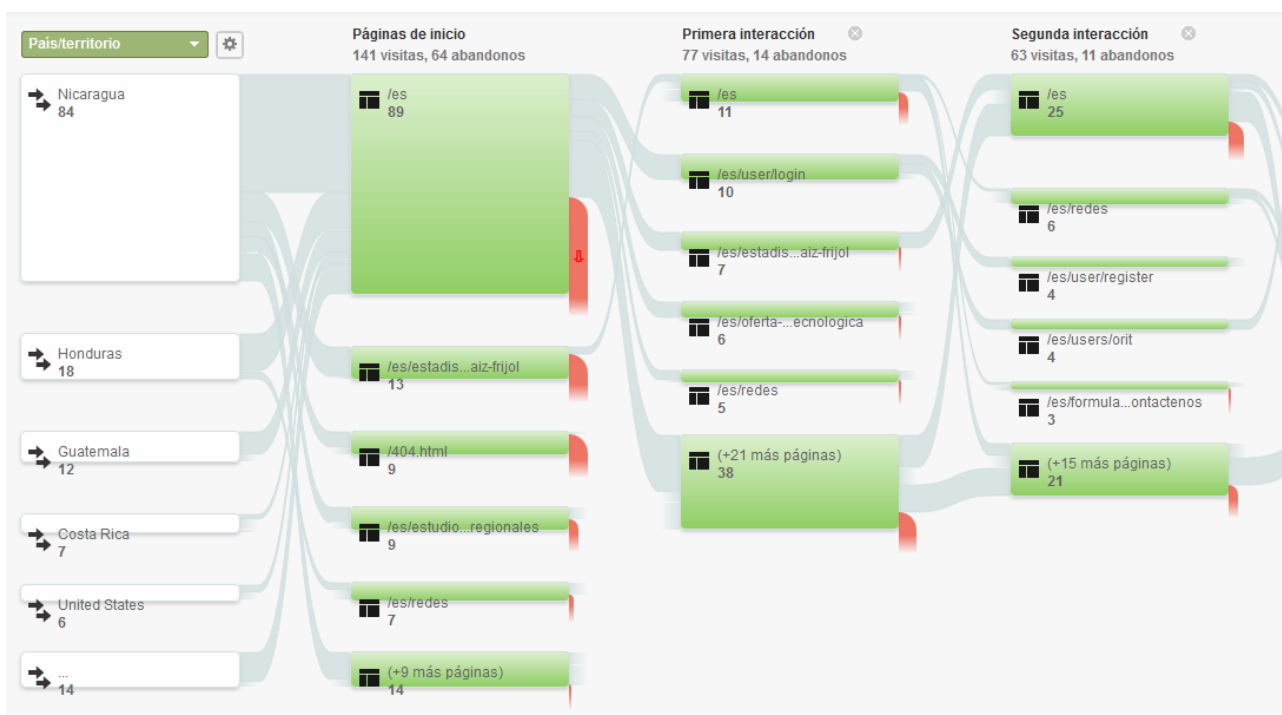 País/territorio
Nicaragua
84
Honduras
18
Guatemala
12
Costa Rica
7
United States
6
...
14
Páginas de inicio
141 visitas, 64 abandonos
/es
89
/es/estadis...aiz-frijol
13
/404.html
9
/es/estudio...regionales
9
/es/redes
7
(+9 más páginas)
14
Primera interacción
77 visitas, 14 abandonos
/es
11
/es/user/login
10
/es/estadis...aiz-frijol
7
/es/oferta-...ecnologica
6
/es/redes
5
(+21 más páginas)
38
Segunda interacción
63 visitas, 11 abandonos
/es
25
/es/redes
6
/es/user/register
4
/es/users/orit
4
/es/formula...ontactenos
3
(+15 más páginas)
21